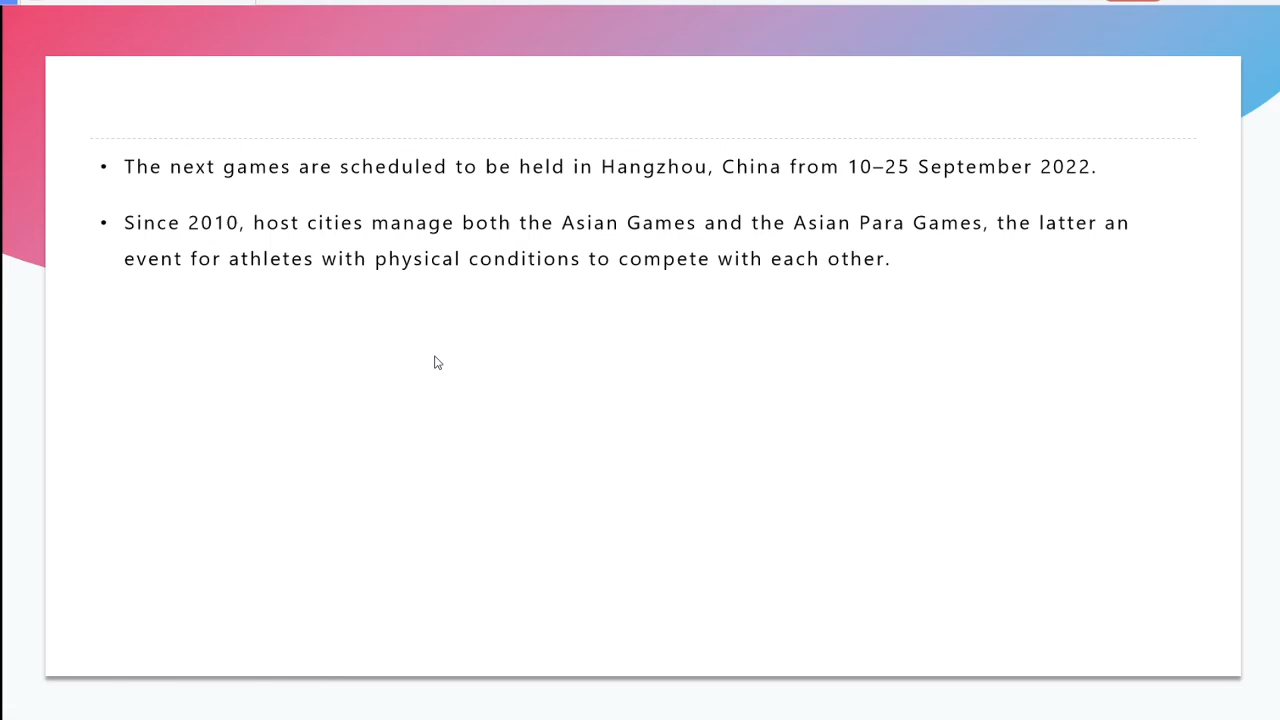 • The next games are scheduled to be held in Hangzhou, China from 10–25 September 2022.
• Since 2010, host cities manage both the Asian Games and the Asian Para Games, the latter an
event for athletes with physical conditions to compete with each other.